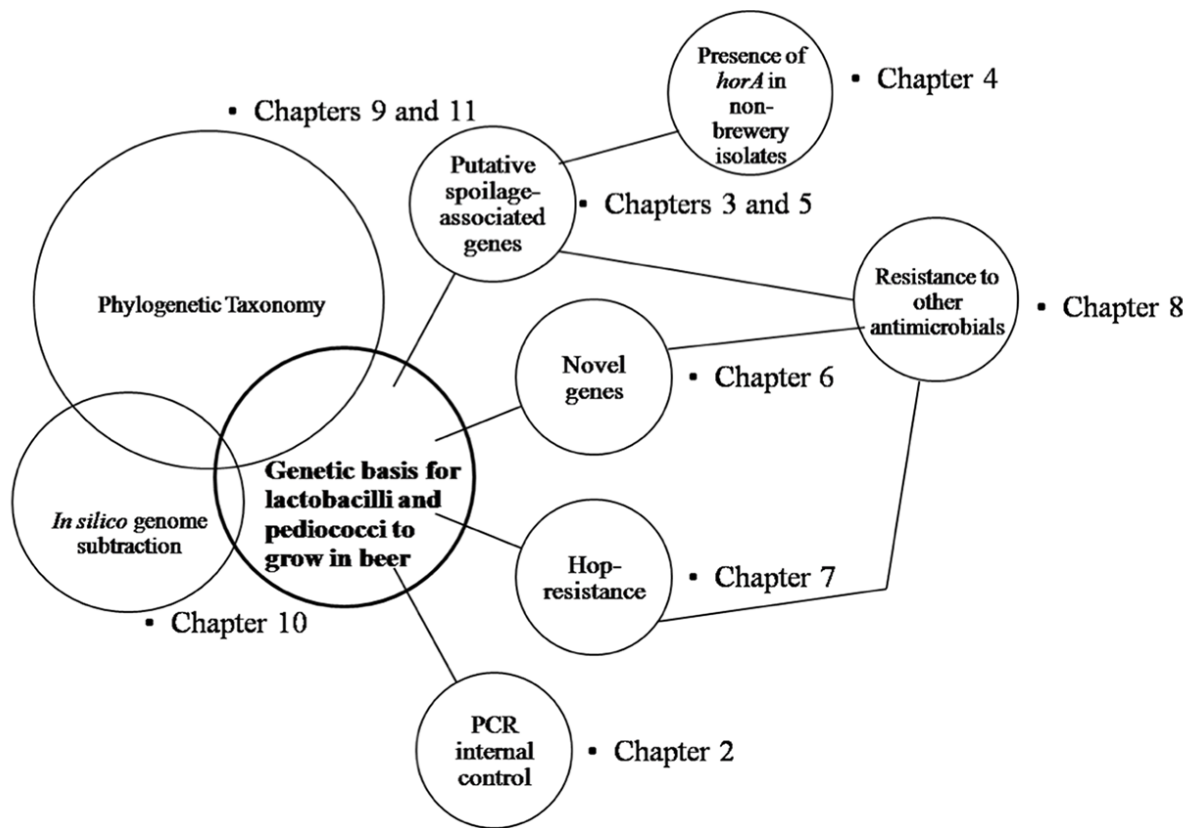 Presence of
horA in
non-
brewery
isolates
▪ Chapter 4
▪ Chapters 9 and 11
Putative
spoilage-
associated
genes
▪ Chapters 3 and 5
Phylogenetic Taxonomy
Resistance to
other
antimicrobials
▪ Chapter 8
Novel
genes
▪ Chapter 6
Genetic basis for
lactobacilli and
pediococci to
grow in beer
In silico genome
subtraction
▪ Chapter 10
Hop-
resistance
▪ Chapter 7
PCR
internal
control
▪ Chapter 2